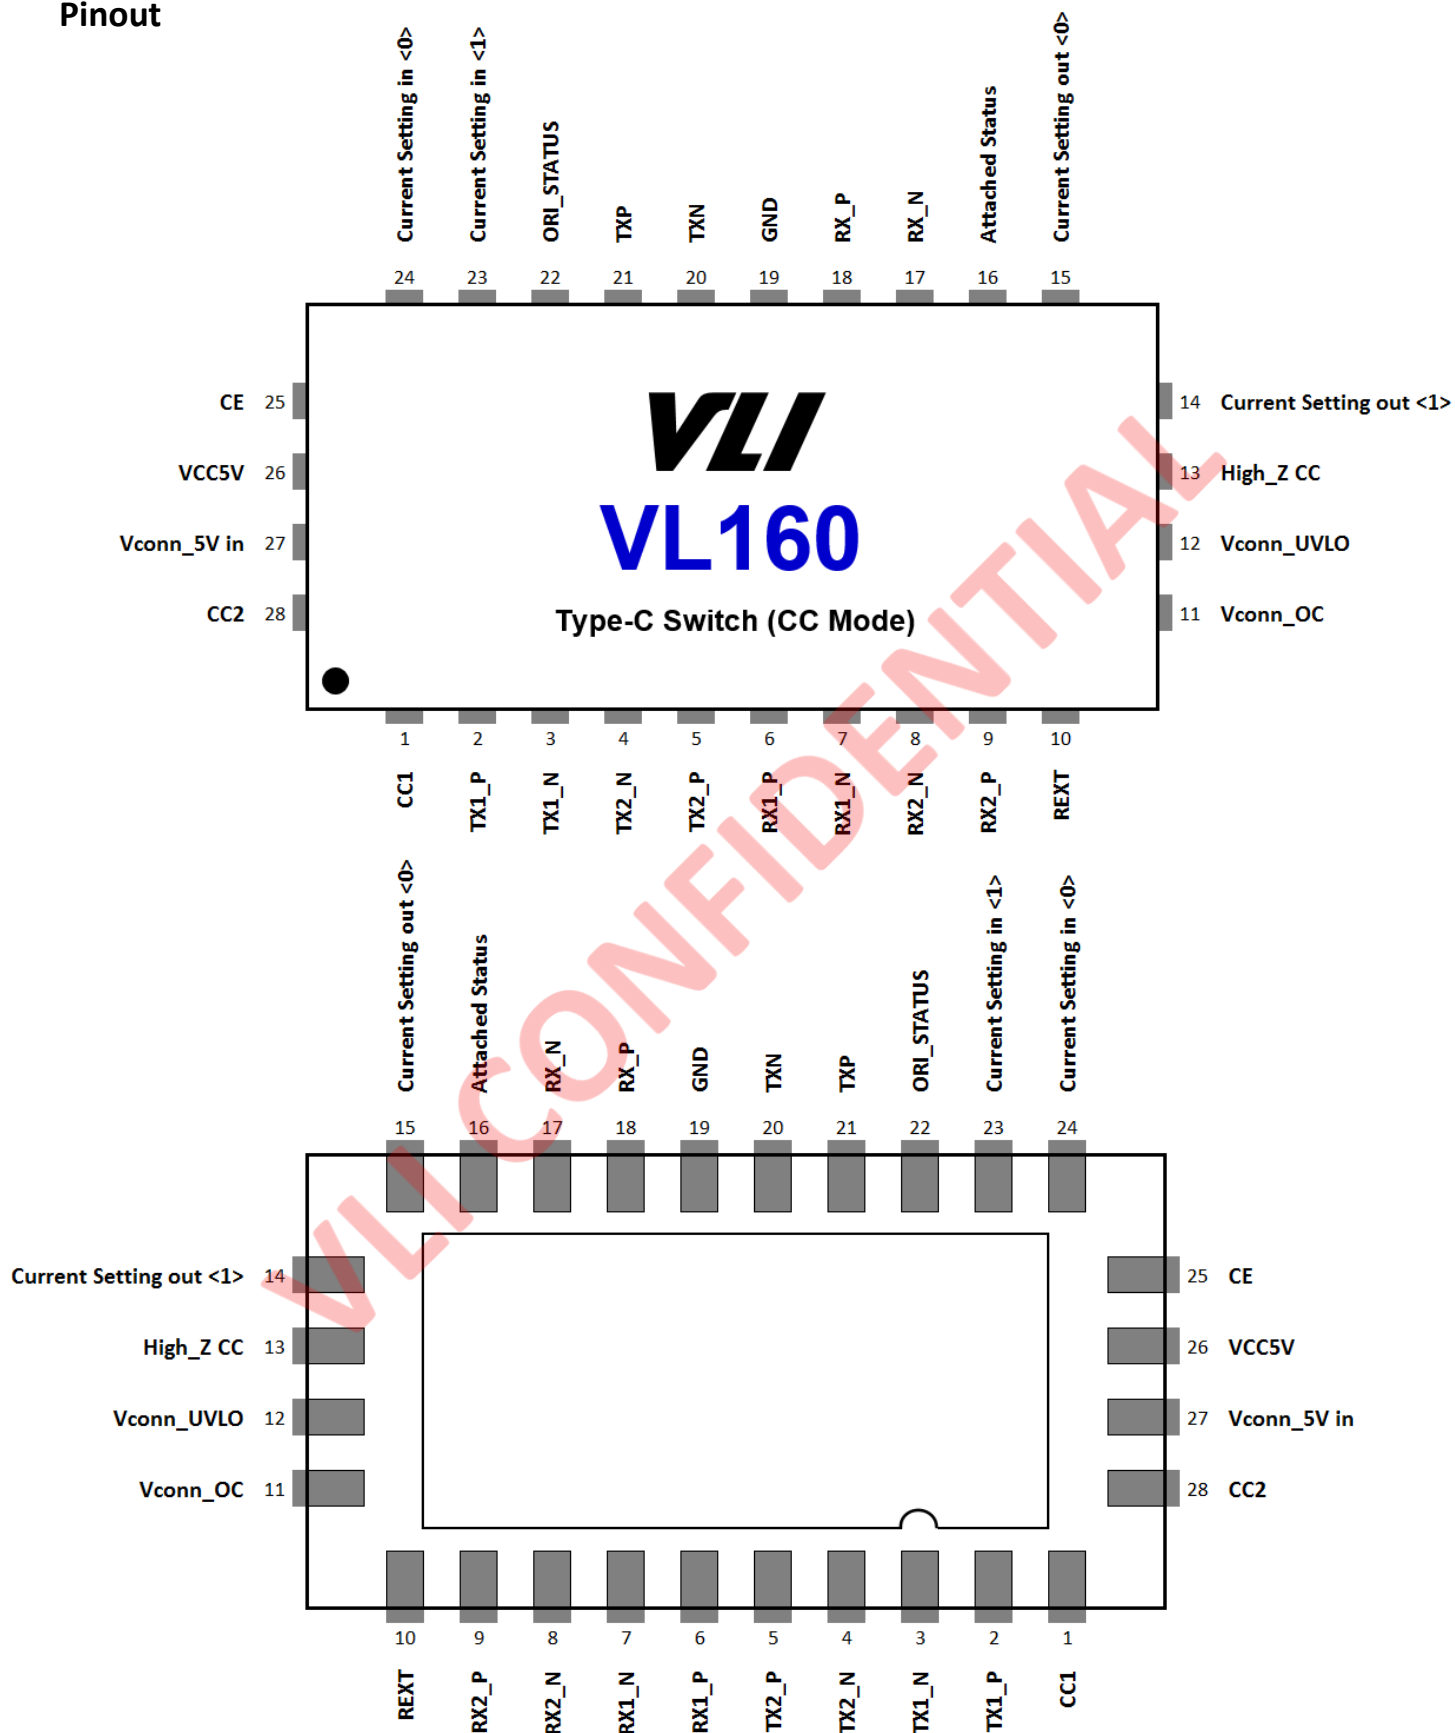 Pinout
Current Setting in <0>
Current Setting in <1>
ORI_STATUS
TXP
TXN
GND
RX_P
RX_N
Attached Status
Current Setting out <0>
24 23 22 21 20 19 18 17 16 15
CE 25
VCC5V 26
Vconn_5V in 27
CC2 28
VLI
VL160
Type-C Switch (CC Mode)
14 Current Setting out <1>
13 High_Z CC
12 Vconn_UVLO
11 Vconn_OC
1 2 3 4 5 6 7 8 9 10
CC1
TX1_P
TX1_N
TX2_N
TX2_P
RX1_P
RX1_N
RX2_N
RX2_P
REXT
VLI CONFIDENTIAL
Current Setting out <0>
Attached Status
RX_N
RX_P
GND
TXN
TXP
ORI_STATUS
Current Setting in <1>
Current Setting in <0>
15 16 17 18 19 20 21 22 23 24
Current Setting out <1> 14
High_Z CC 13
Vconn_UVLO 12
Vconn_OC 11
25 CE
26 VCC5V
27 Vconn_5V in
28 CC2
10 9 8 7 6 5 4 3 2 1
REXT
RX2_P
RX2_N
RX1_N
RX1_P
TX2_P
TX2_N
TX1_N
TX1_P
CC1